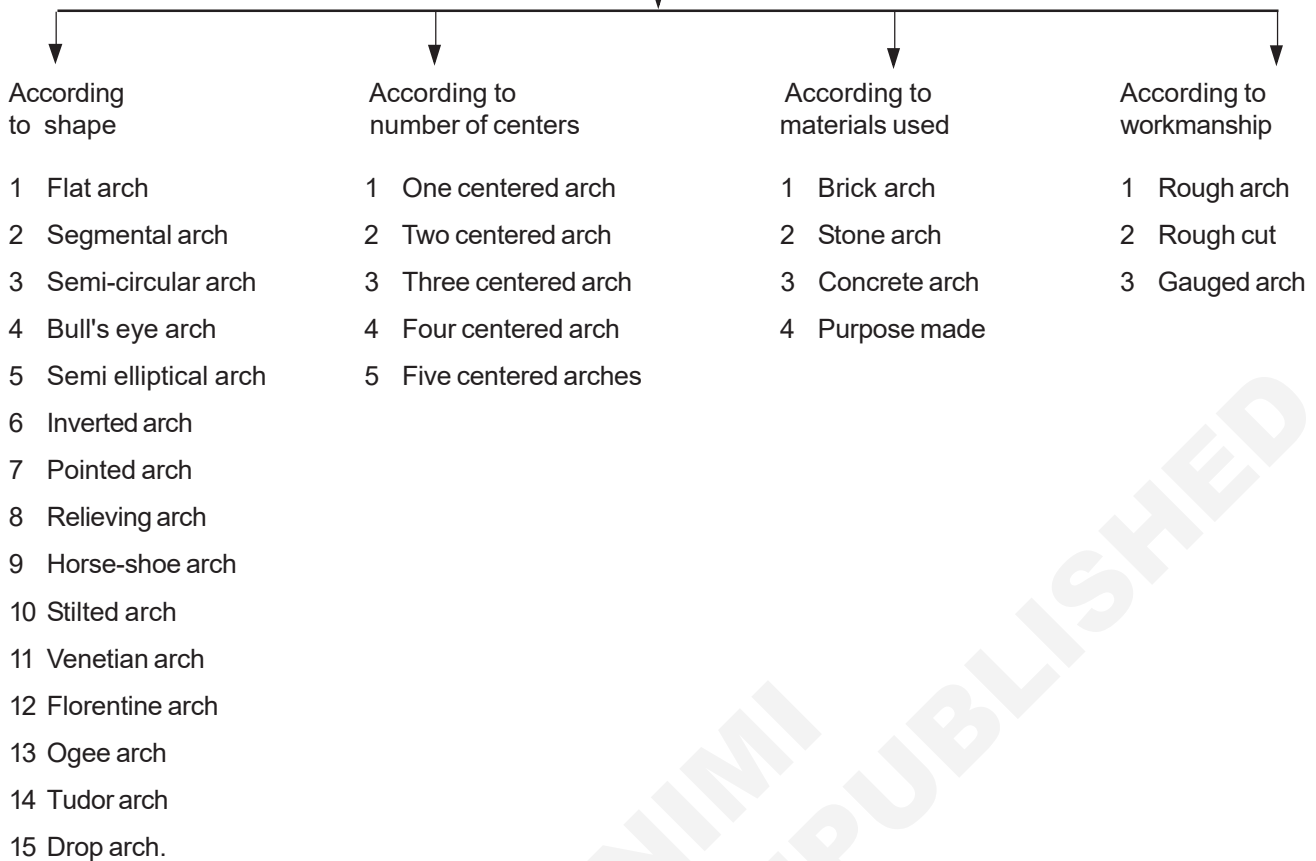 According
to shape
1 Flat arch
2 Segmental arch
3 Semi-circular arch
4 Bull's eye arch
5 Semi elliptical arch
6 Inverted arch
7 Pointed arch
8 Relieving arch
9 Horse-shoe arch
10 Stilted arch
11 Venetian arch
12 Florentine arch
13 Ogee arch
14 Tudor arch
15 Drop arch.
According to
number of centers
1 One centered arch
2 Two centered arch
3 Three centered arch
4 Four centered arch
5 Five centered arches
According to
materials used
1 Brick arch
2 Stone arch
3 Concrete arch
4 Purpose made
According to
workmanship
1 Rough arch
2 Rough cut
3 Gauged arch
NIMI
PUBLISHED